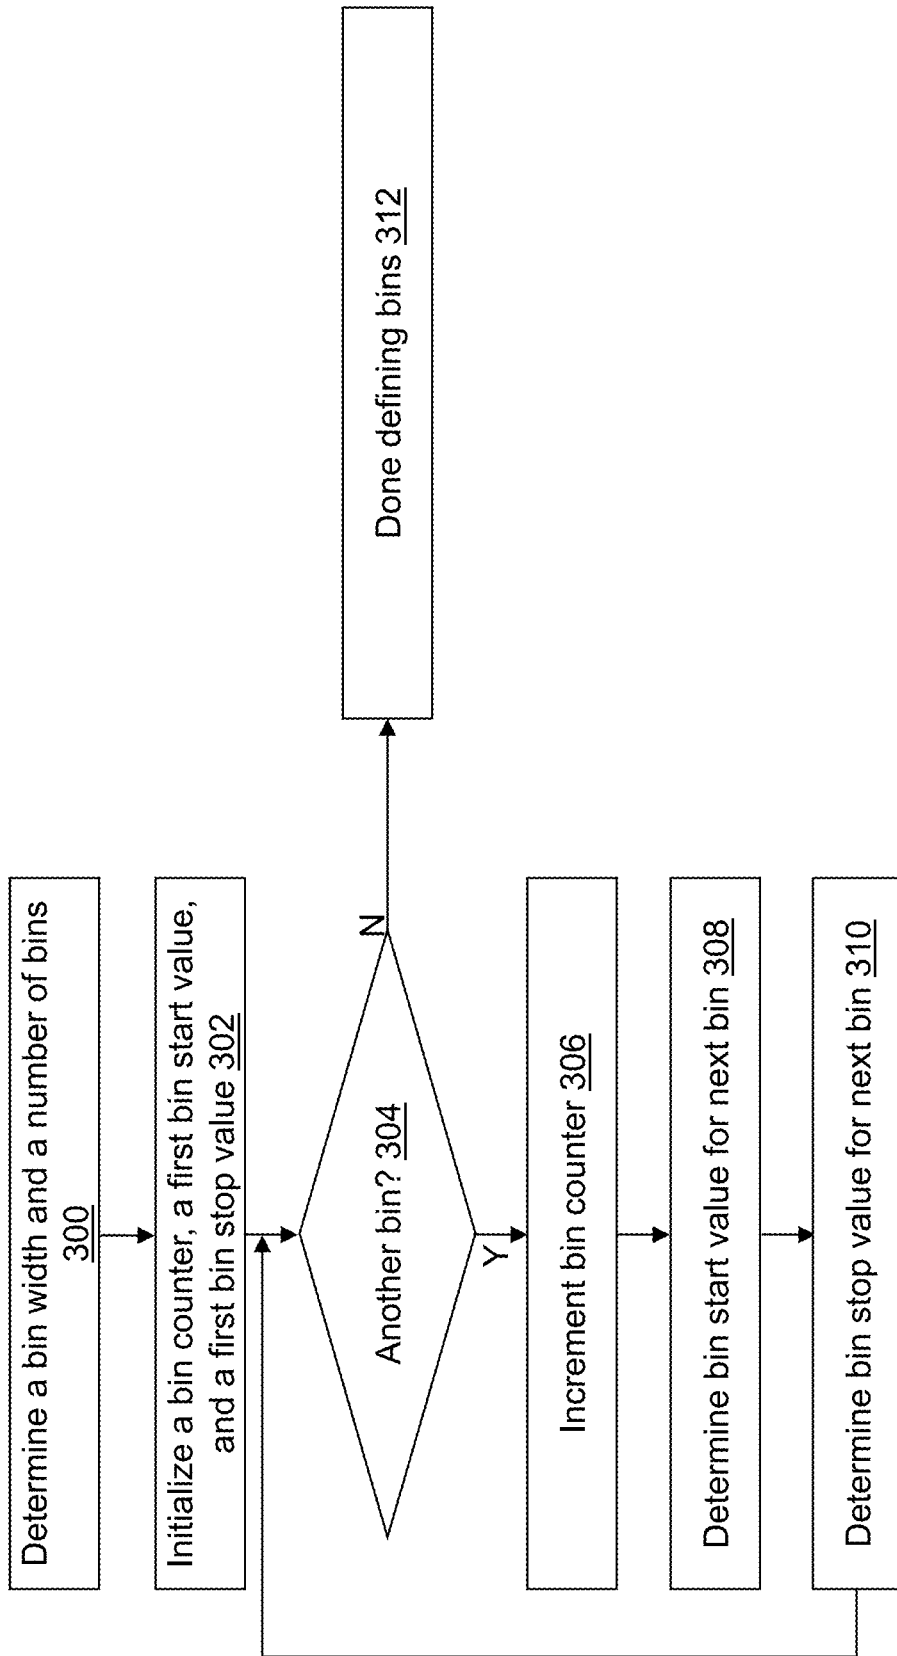 Determine a bin width and a number of bins
300
Initialize a bin counter, a first bin start value,
and a first bin stop value 302
Another bin? 304
N
Y
Done defining bins 312
Increment bin counter 306
Determine bin start value for next bin 308
Determine bin stop value for next bin 310